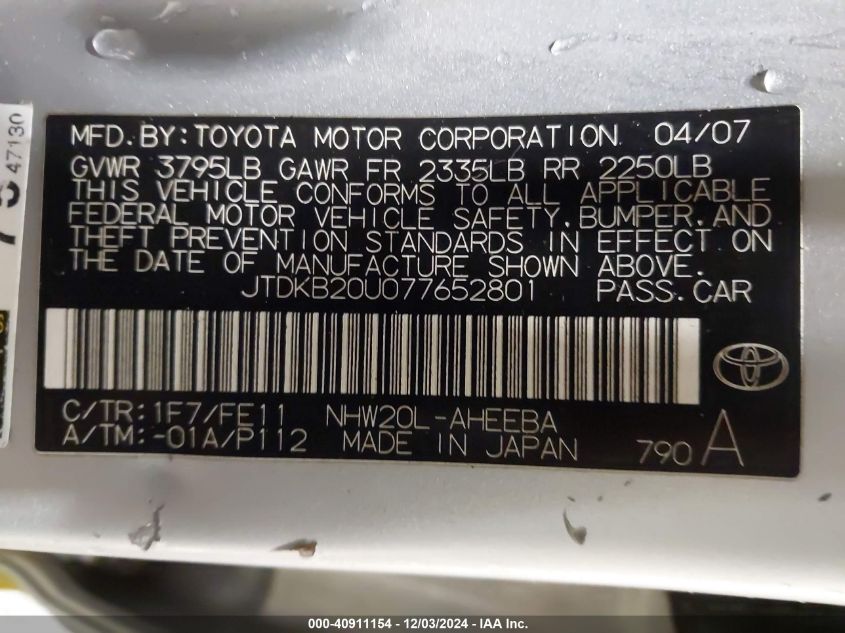 MFD.BY:TOYOTA MOTOR CORPORATION 04/07
GVWR 3795LB GAWR FR 2335LB RR 2250LB
THIS VEHICLE CONFORMS TO ALL APPLICABLE
FEDERAL MOTOR VEHICLE SAFETY,BUMPER,AND
THEFT PREVENTION STANDARDS IN EFFECT ON
THE DATE OF MANUFACTURE SHOWN ABOVE.
JTDKB20U077652801 PASS.CAR
C/TR:1F7/FE11 NHW20L-AHEEBA
A/TM:-01A/P112 MADE IN JAPAN 790 A
47130
000-40911154 - 12/03/2024 - IAA Inc.